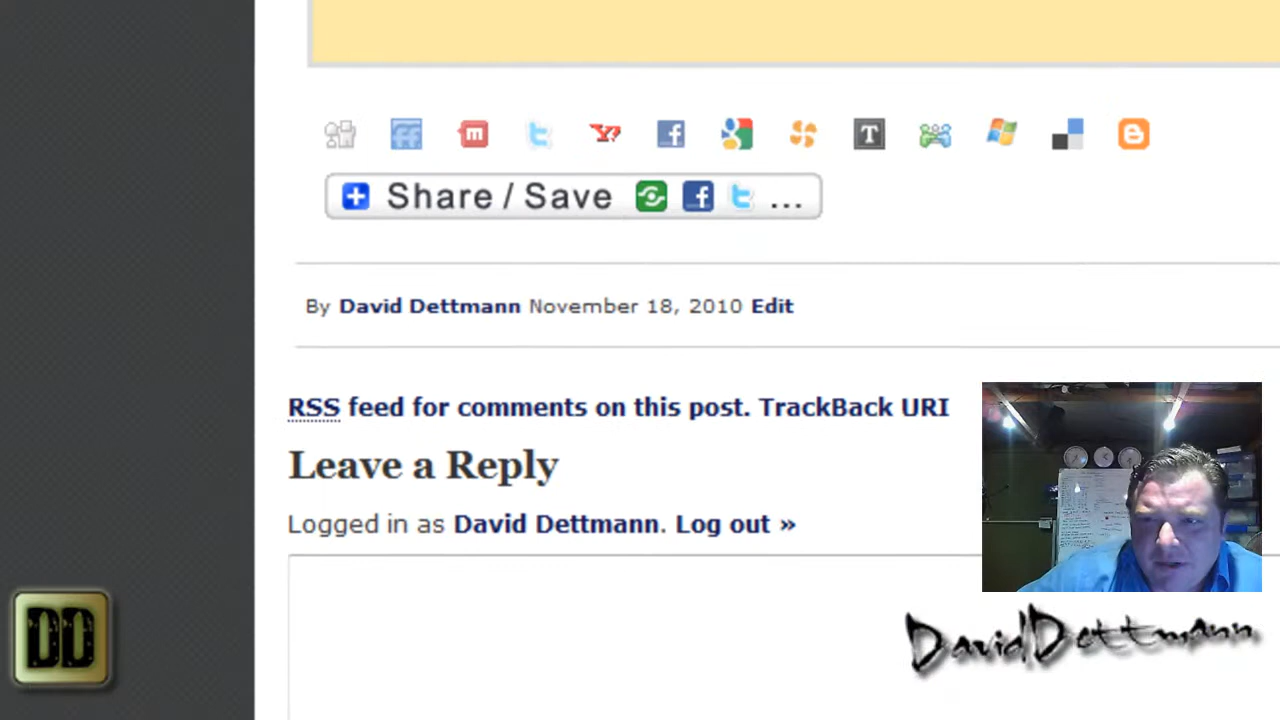 ff m Y! f T
Share / Save f ...
By David Dettmann November 18, 2010 Edit
RSS feed for comments on this post. TrackBack URI
Leave a Reply
Logged in as David Dettmann. Log out »
DD
DavidDettmann